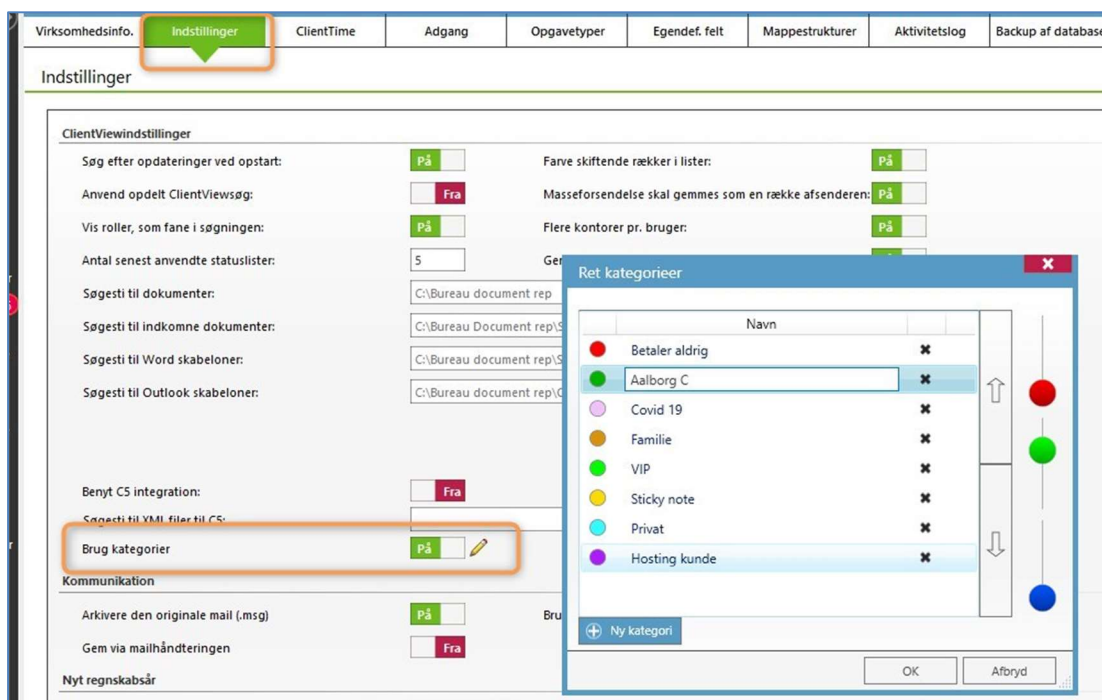 Virksomhedsinfo. Indstillinger ClientTime Adgang Opgavetyper Egendef. felt Mappestrukturer Aktivitetslog Backup af database
Indstillinger
ClientViewindstillinger
Søg efter opdateringer ved opstart: På Farve skiftende rækker i lister: På
Anvend opdelt ClientViewsøg: Fra Masseforsendelse skal gemmes som en række afsenderen: På
Vis roller, som fane i søgningen: På Flere kontorer pr. bruger: På
Antal senest anvendte statuslister: 5
Søgesti til dokumenter: C:\Bureau document rep
Søgesti til indkomne dokumenter: C:\Bureau Document rep\S
Søgesti til Word skabeloner: C:\Bureau document rep\S
Søgesti til Outlook skabeloner: C:\Bureau document rep\
Benyt C5 integration: Fra
Søgesti til XML filer til C5:
Brug kategorier På
Kommunikation
Arkivere den originale mail (.msg) På Bru
Gem via mailhåndteringen Fra
Nyt regnskabsår
Ret kategorieer
Navn
Betaler aldrig
Aalborg C
Covid 19
Familie
VIP
Sticky note
Privat
Hosting kunde
Ny kategori
OK Afbryd